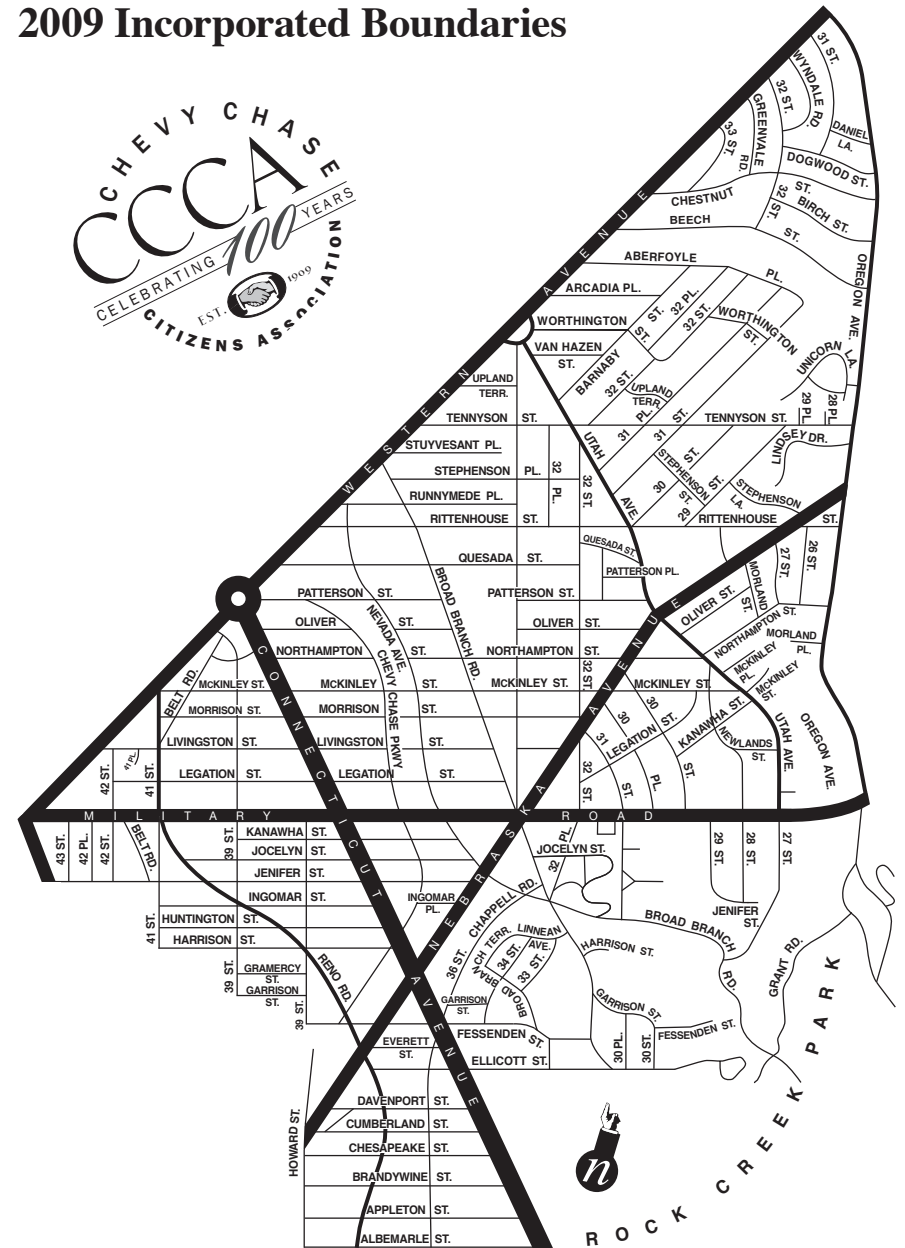 2009 Incorporated Boundaries
CHEVY CHASE
CCCA
CELEBRATING 100 YEARS
EST. 1909
CITIZENS ASSOCIATION
31 ST.
WYNDALE RD.
32 ST.
GREENVALE
RD.
33 ST.
DANIEL
LA.
DOGWOOD ST.
CHESTNUT
ST.
32 ST.
BIRCH ST.
BEECH
ST.
OREGON AVE.
ABERFOYLE
PL.
ARCADIA PL.
32 PL.
ST.
32 ST.
WORTHINGTON
ST.
WORTHINGTON
ST.
VAN HAZEN
ST.
BARNABY
UNICORN LA.
UPLAND
TERR.
32 ST.
UPLAND
TERR.
29 PL.
28 PL.
WESTERN AVENUE
TENNYSON ST.
31 PL.
31 ST.
TENNYSON ST.
UTAH
AVE.
LINDSEY DR.
STUYVESANT PL.
STEPHENSON PL.
32 PL.
32 ST.
STEPHENSON
ST.
ST.
30
ST.
29
STEPHENSON
LA.
RUNNYMEDE PL.
RITTENHOUSE ST.
RITTENHOUSE ST.
QUESADA ST.
QUESADA ST.
PATTERSON PL.
MORLAND
ST.
27 ST.
26 ST.
BROAD BRANCH RD.
PATTERSON ST.
PATTERSON ST.
NEVADA AVE.
OLIVER ST.
OLIVER ST.
OLIVER ST.
CHEVY CHASE PKWY
NORTHAMPTON ST.
NORTHAMPTON ST.
NORTHAMPTON ST.
MORLAND
PL.
McKINLEY
PL.
McKINLEY
ST.
BELT RD.
McKINLEY ST.
McKINLEY ST.
McKINLEY ST.
32 ST.
McKINLEY ST.
MORRISON ST.
MORRISON ST.
30
PL.
30
ST.
31
ST.
LEGATION ST.
KANAWHA ST.
NEWLANDS
ST.
UTAH AVE.
OREGON AVE.
LIVINGSTON ST.
LIVINGSTON ST.
42 ST.
41 PL.
41 ST.
LEGATION ST.
LEGATION ST.
32 ST.
CONNECTICUT AVENUE
NEBRASKA AVENUE
MILITARY ROAD
43 ST.
42 PL.
42 ST.
BELT RD.
39 ST.
KANAWHA ST.
JOCELYN ST.
JENIFER ST.
INGOMAR ST.
INGOMAR
PL.
41 ST.
HUNTINGTON ST.
HARRISON ST.
32 PL.
JOCELYN ST.
29 ST.
28 ST.
27 ST.
JENIFER
ST.
CHAPPELL RD.
BROAD BRANCH
RD.
36 ST.
BROAD BRANCH TERR.
LINNEAN
AVE.
34 ST.
33 ST.
HARRISON ST.
GRANT RD.
39 ST.
GRAMERCY
ST.
GARRISON
ST.
39 ST.
RENO RD.
GARRISON
ST.
GARRISON ST.
FESSENDEN ST.
FESSENDEN ST.
30 PL.
30 ST.
EVERETT
ST.
ELLICOTT ST.
HOWARD ST.
DAVENPORT ST.
CUMBERLAND ST.
CHESAPEAKE ST.
BRANDYWINE ST.
APPLETON ST.
ALBEMARLE ST.
n
ROCK CREEK PARK